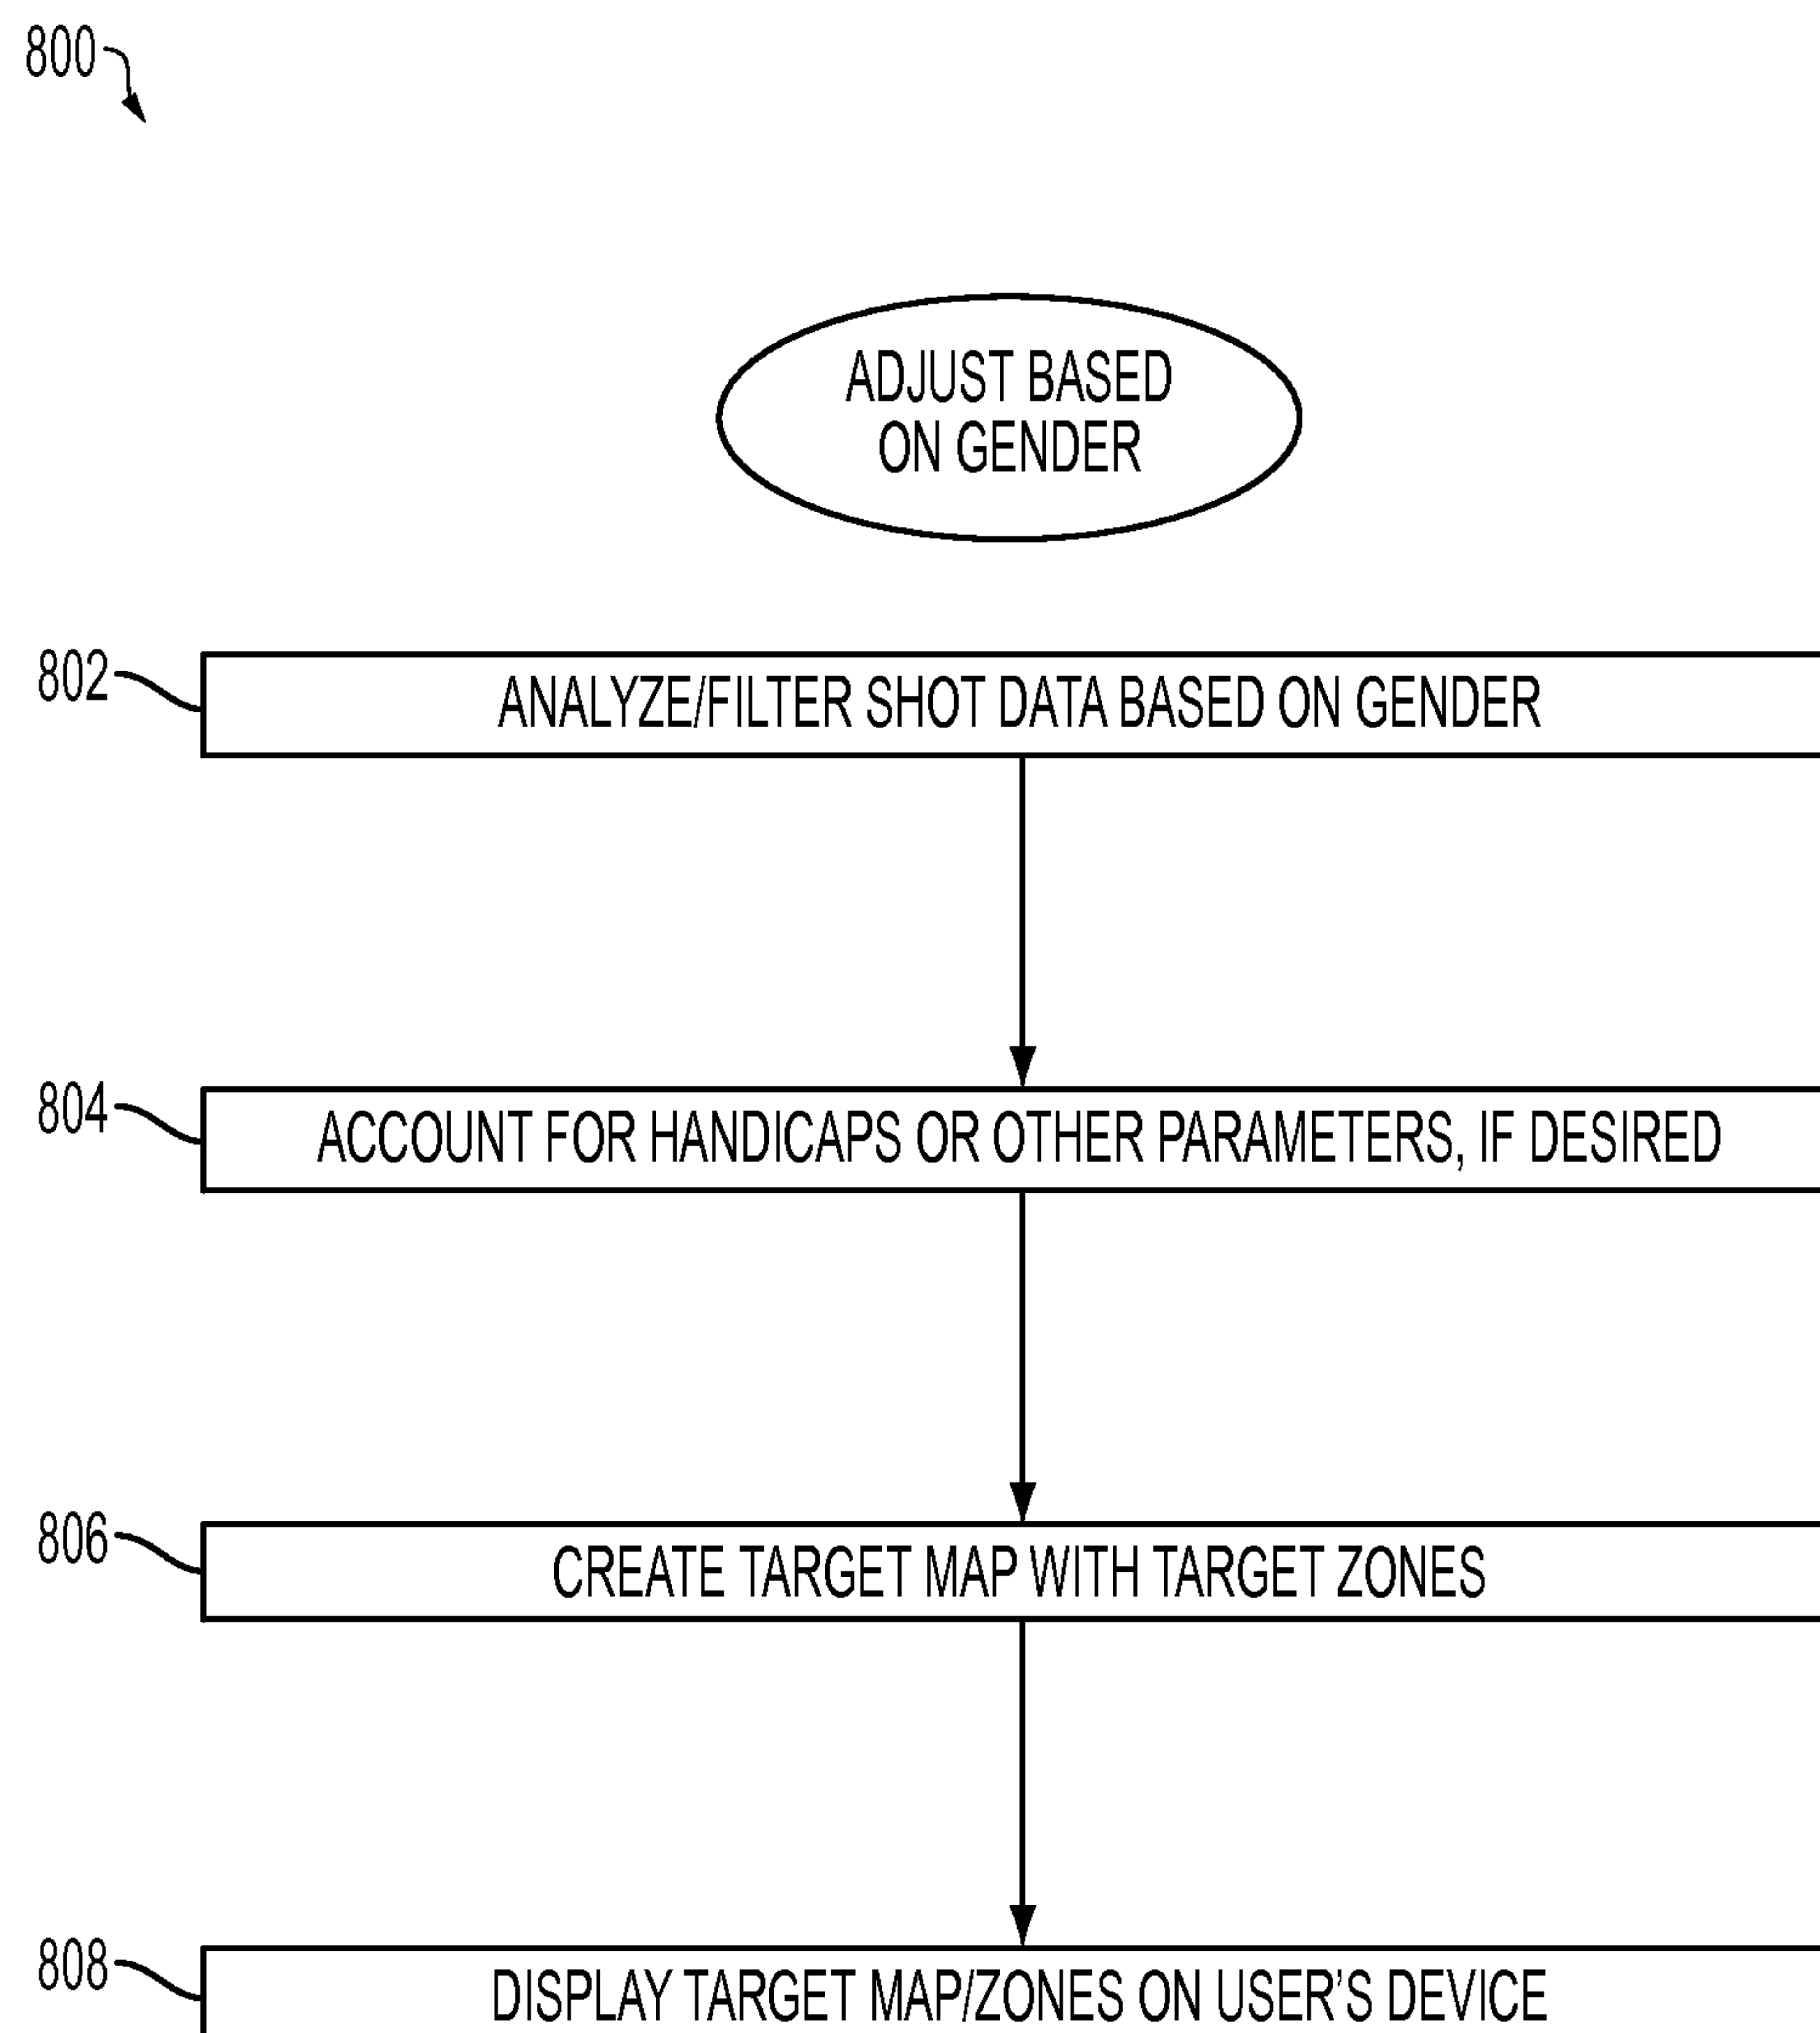 800
ADJUST BASED
ON GENDER
802
ANALYZE/FILTER SHOT DATA BASED ON GENDER
804
ACCOUNT FOR HANDICAPS OR OTHER PARAMETERS, IF DESIRED
806
CREATE TARGET MAP WITH TARGET ZONES
808
DISPLAY TARGET MAP/ZONES ON USER'S DEVICE